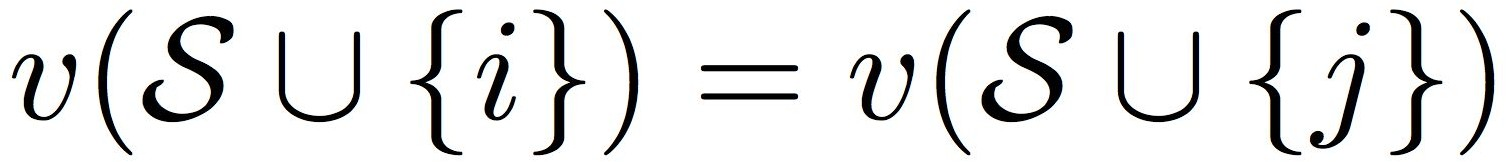 v(𝒮 ∪ {i}) = v(𝒮 ∪ {j})